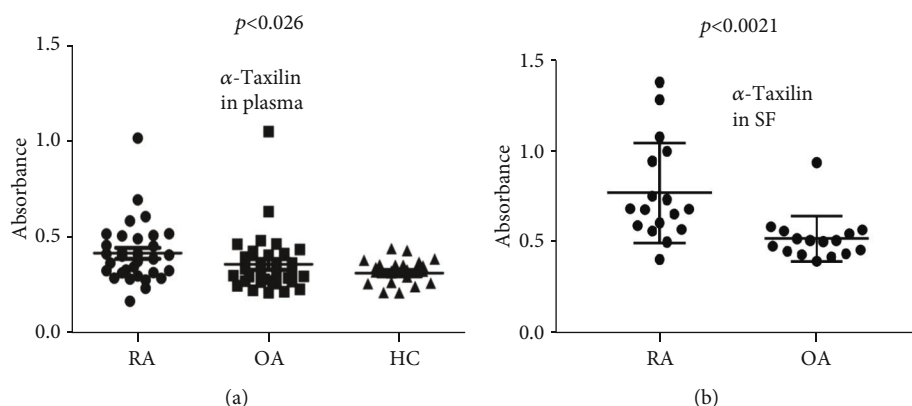 p<0.026
1.5
1.0
0.5
0.0
Absorbance
α-Taxilin
in plasma
RA OA HC
(a)
p<0.0021
1.5
1.0
0.5
0.0
Absorbance
α-Taxilin
in SF
RA OA
(b)